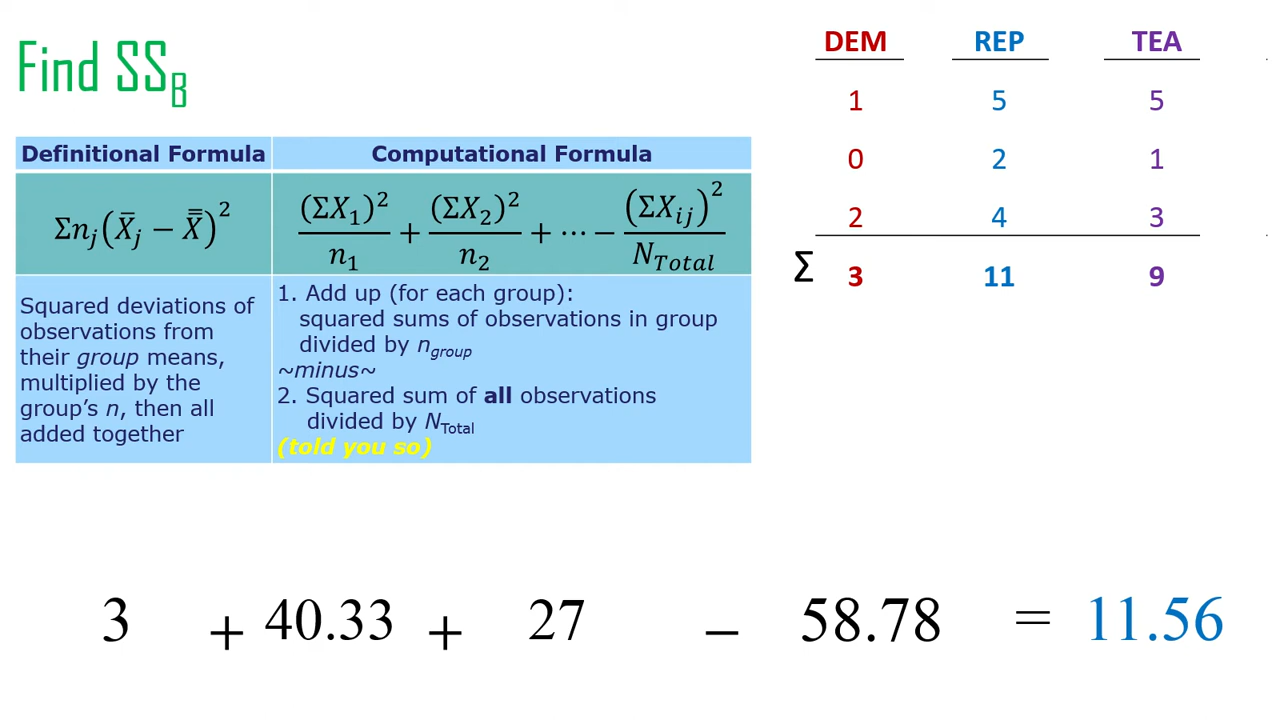 Find SS_B
DEM REP TEA
1 5 5
0 2 1
2 4 3
Σ 3 11 9
Definitional Formula Computational Formula
Σn_j(X̄_j − X̿)² (ΣX₁)²/n₁ + (ΣX₂)²/n₂ + ⋯ − (ΣX_ij)²/N_Total
Squared deviations of
observations from
their group means,
multiplied by the
group's n, then all
added together
1. Add up (for each group):
squared sums of observations in group
divided by n_group
~minus~
2. Squared sum of all observations
divided by N_Total
(told you so)
3 + 40.33 + 27 − 58.78 = 11.56